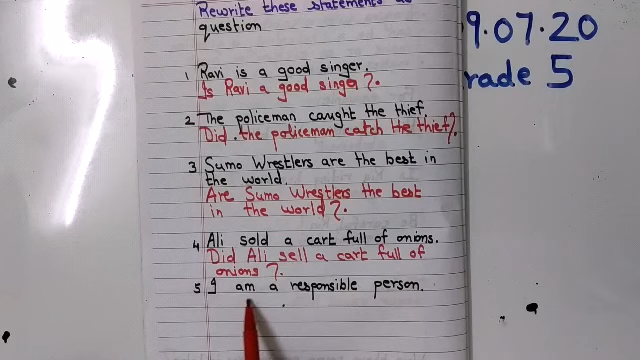 Rewrite these statements as
question
1 Ravi is a good singer.
Is Ravi a good singer?.
2 The policeman caught the thief.
Did the policeman catch the thief?.
3 Sumo Wrestlers are the best in
the world.
Are Sumo Wrestlers the best
in the world?.
4 Ali sold a cart full of onions.
Did Ali sell a cart full of
onions?.
5 I am a responsible person.
9.07.20
rade 5